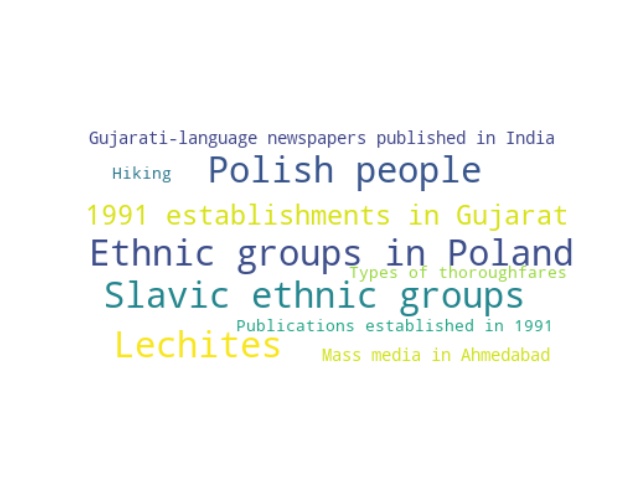 Gujarati-language newspapers published in India
Hiking
Polish people
1991 establishments in Gujarat
Ethnic groups in Poland
Types of thoroughfares
Slavic ethnic groups
Publications established in 1991
Lechites
Mass media in Ahmedabad